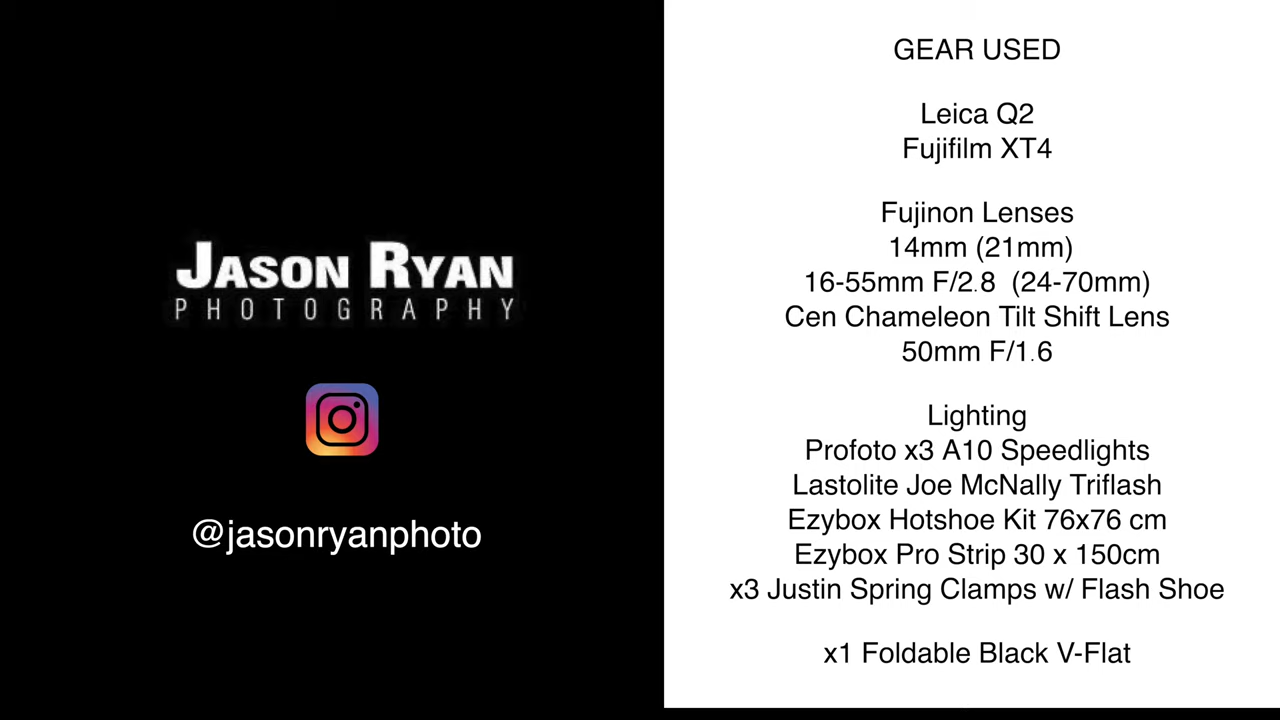 JASON RYAN
PHOTOGRAPHY
@jasonryanphoto
GEAR USED
Leica Q2
Fujifilm XT4
Fujinon Lenses
14mm (21mm)
16-55mm F/2.8 (24-70mm)
Cen Chameleon Tilt Shift Lens
50mm F/1.6
Lighting
Profoto x3 A10 Speedlights
Lastolite Joe McNally Triflash
Ezybox Hotshoe Kit 76x76 cm
Ezybox Pro Strip 30 x 150cm
x3 Justin Spring Clamps w/ Flash Shoe
x1 Foldable Black V-Flat